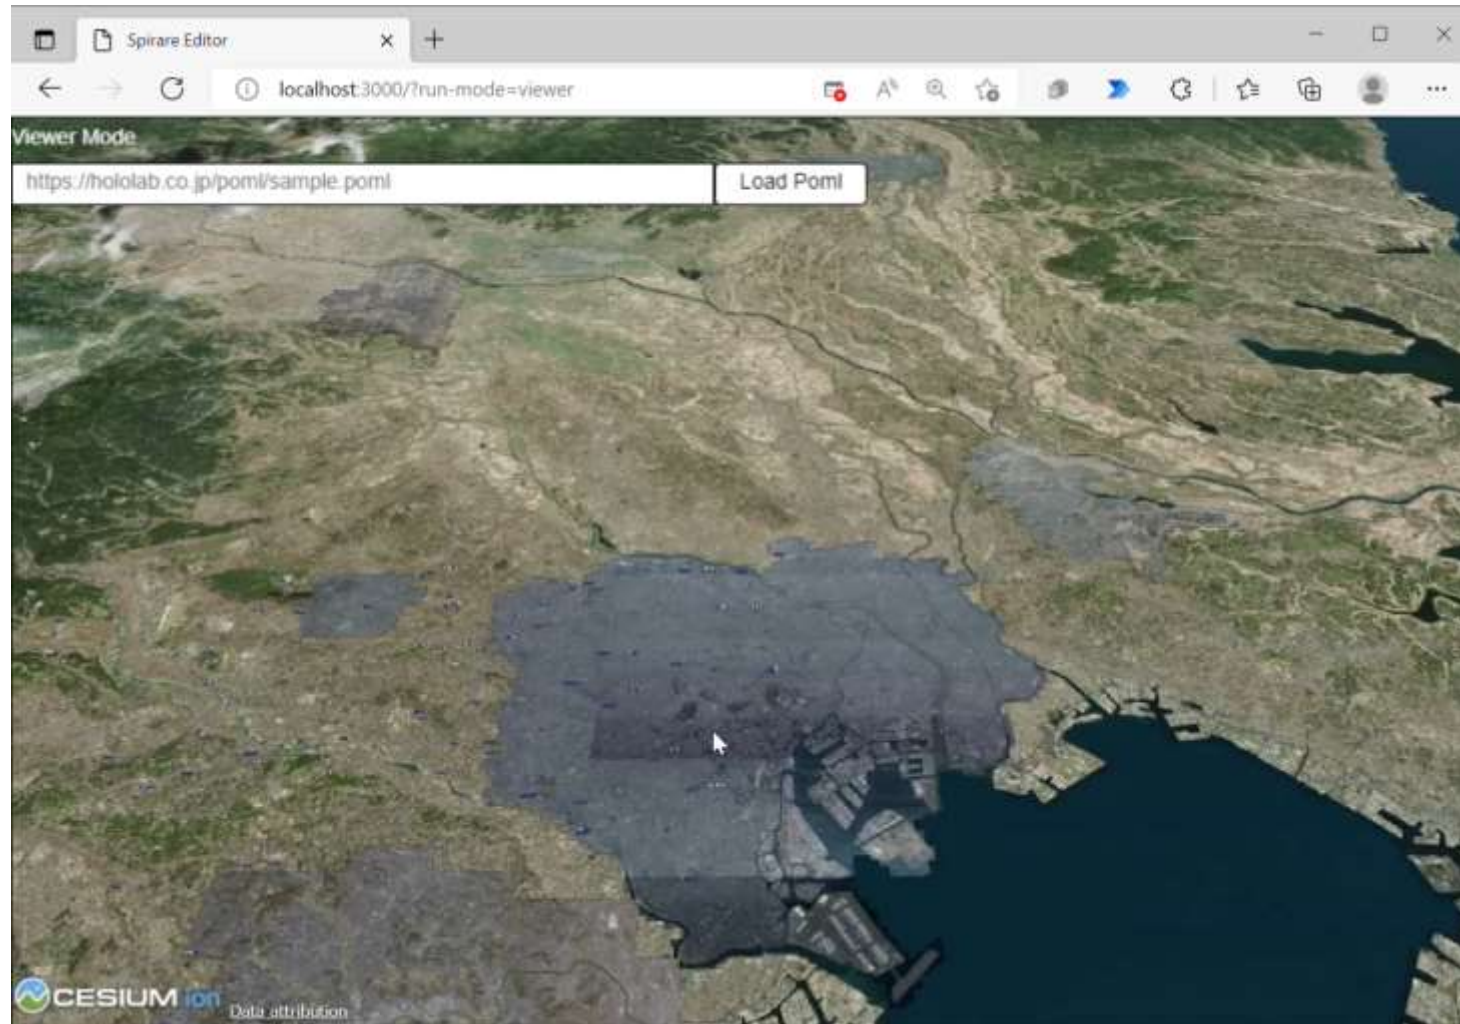 Spirare Editor
localhost:3000/?run-mode=viewer
Viewer Mode
https://hololab.co.jp/poml/sample.poml
Load Poml
CESIUM ion
Data attribution